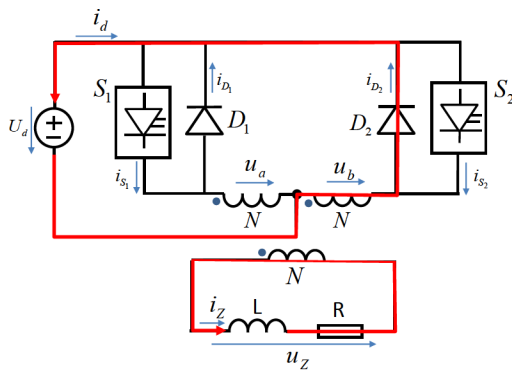 i_d
i_{D_1}
i_{D_2}
S_1
S_2
U_d
D_1
D_2
i_{S_1}
u_a
u_b
i_{S_2}
N
N
N
i_Z
L
R
u_Z